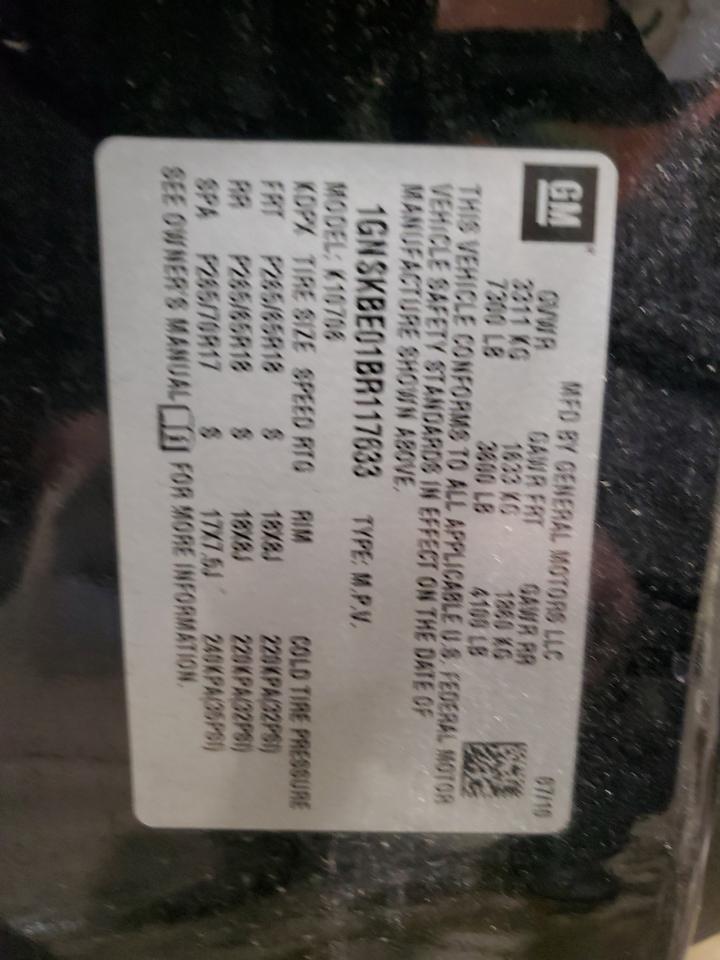 GM
MFD BY GENERAL MOTORS LLC 07/10
GVWR GAWR FRT GAWR RR
3311 KG 1633 KG 1860 KG
7300 LB 3600 LB 4100 LB
THIS VEHICLE CONFORMS TO ALL APPLICABLE U.S. FEDERAL MOTOR
VEHICLE SAFETY STANDARDS IN EFFECT ON THE DATE OF
MANUFACTURE SHOWN ABOVE.
1GNSKBE01BR117633 TYPE: M.P.V.
MODEL: K10706
KDPX TIRE SIZE SPEED RTG RIM COLD TIRE PRESSURE
FRT P265/65R18 S 18X8J 220KPA(32PSI)
RR P265/65R18 S 18X8J 220KPA(32PSI)
SPA P265/70R17 S 17X7.5J 240KPA(35PSI)
SEE OWNER'S MANUAL FOR MORE INFORMATION.